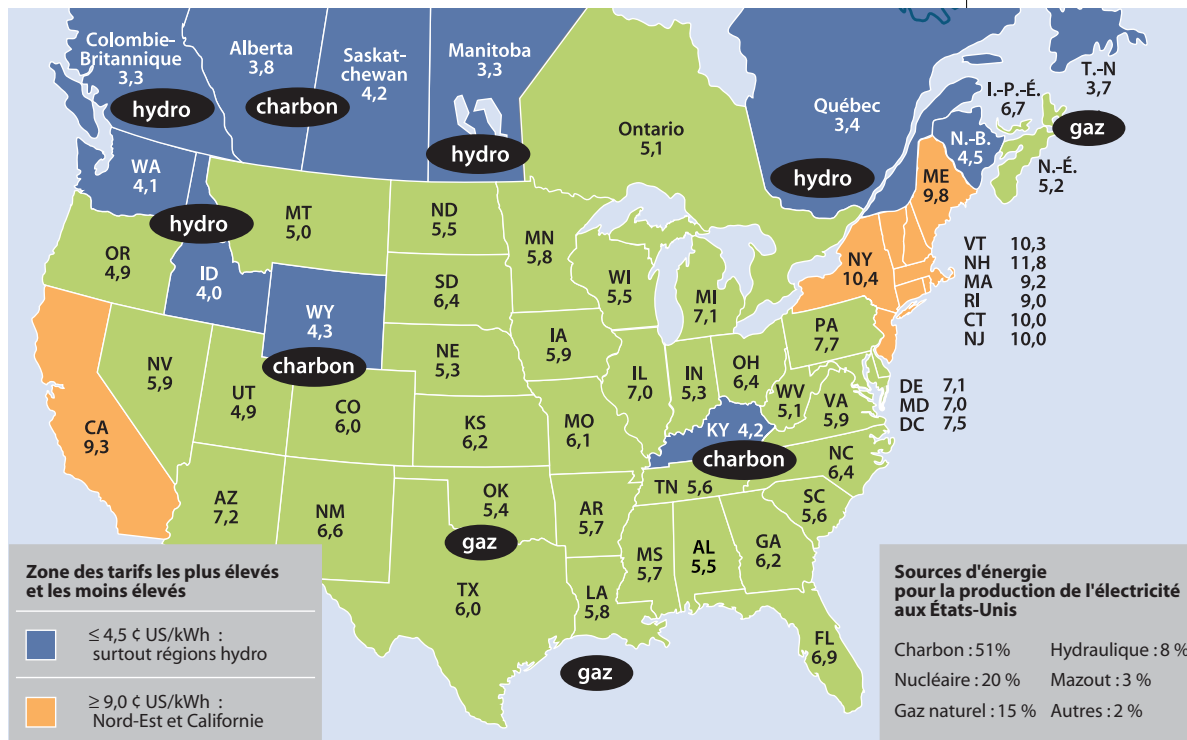 Colombie-
Britannique
3,3
hydro
Alberta
3,8
charbon
Saskat-
chewan
4,2
Manitoba
3,3
hydro
Ontario
5,1
Québec
3,4
hydro
T.-N
3,7
I.-P.-É.
6,7
gaz
N.-B.
4,5
N.-É.
5,2
ME
9,8
WA
4,1
hydro
MT
5,0
ND
5,5
MN
5,8
OR
4,9
ID
4,0
WY
4,3
charbon
SD
6,4
WI
5,5
MI
7,1
NY
10,4
VT 10,3
NH 11,8
MA 9,2
RI 9,0
CT 10,0
NJ 10,0
PA
7,7
NE
5,3
IA
5,9
IL
7,0
IN
5,3
OH
6,4
WV
5,1
VA
5,9
DE 7,1
MD 7,0
DC 7,5
NV
5,9
UT
4,9
CO
6,0
KS
6,2
MO
6,1
KY 4,2
charbon
CA
9,3
NC
6,4
TN 5,6
SC
5,6
AZ
7,2
NM
6,6
OK
5,4
gaz
AR
5,7
MS
5,7
AL
5,5
GA
6,2
TX
6,0
LA
5,8
FL
6,9
gaz
Zone des tarifs les plus élevés
et les moins élevés
≤ 4,5 ¢ US/kWh :
surtout régions hydro
≥ 9,0 ¢ US/kWh :
Nord-Est et Californie
Sources d'énergie
pour la production de l'électricité
aux États-Unis
Charbon : 51% Hydraulique : 8 %
Nucléaire : 20 % Mazout : 3 %
Gaz naturel : 15 % Autres : 2 %